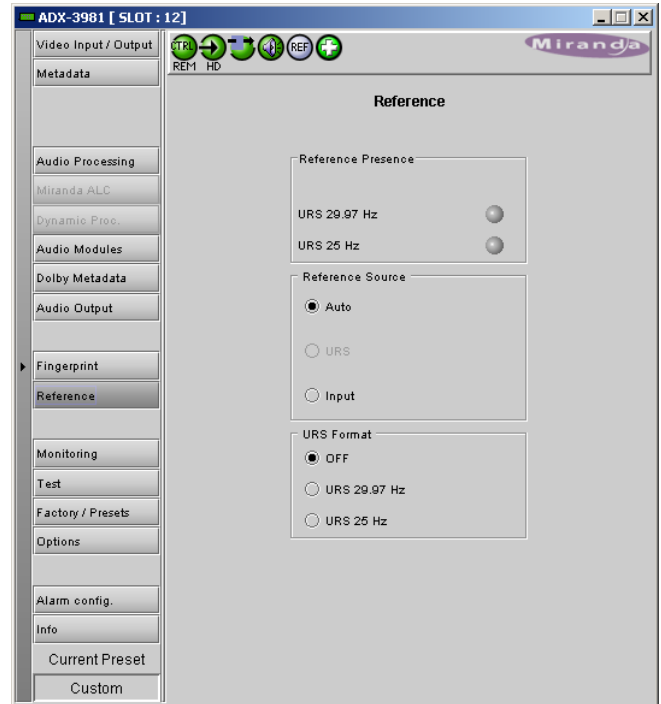 ADX-3981 [ SLOT : 12]
Video Input / Output
Metadata
Audio Processing
Miranda ALC
Dynamic Proc.
Audio Modules
Dolby Metadata
Audio Output
Fingerprint
Reference
Monitoring
Test
Factory / Presets
Options
Alarm config.
Info
Current Preset
Custom
CTRL
REF
REM HD
Miranda
Reference
Reference Presence
URS 29.97 Hz
URS 25 Hz
Reference Source
Auto
URS
Input
URS Format
OFF
URS 29.97 Hz
URS 25 Hz